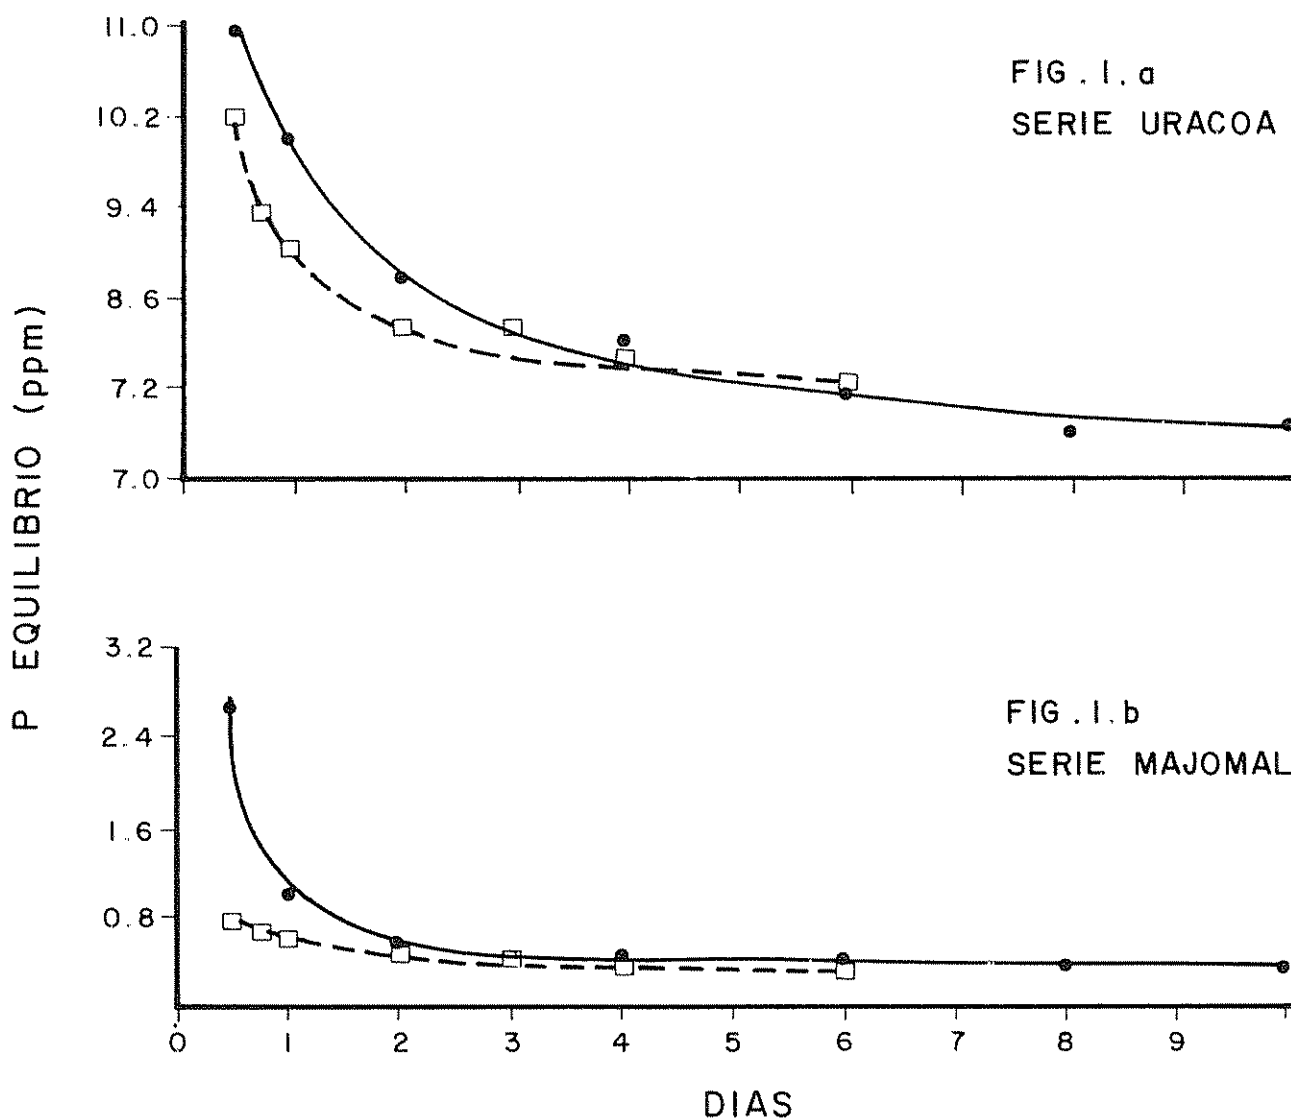 FIG. 1. a
SERIE URACOA
11.0
10.2
9.4
8.6
7.2
7.0
P EQUILIBRIO (ppm)
FIG. 1. b
SERIE MAJOMAL
3.2
2.4
1.6
0.8
0 1 2 3 4 5 6 7 8 9
DIAS